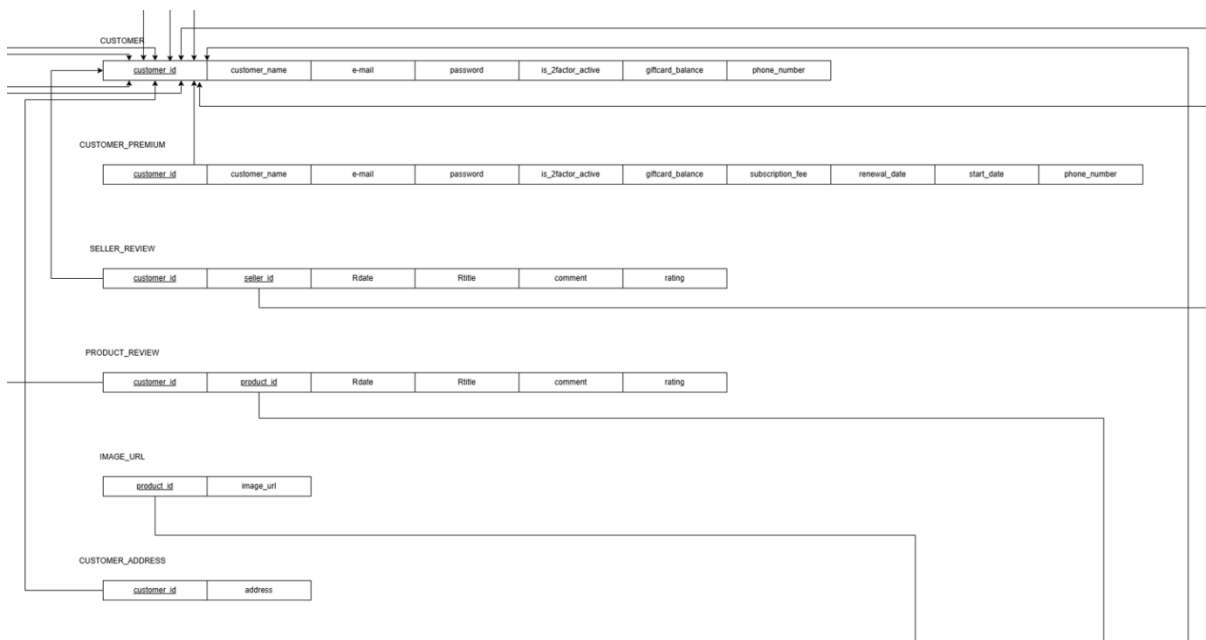 CUSTOMER
customer_id customer_name e-mail password is_2factor_active giftcard_balance phone_number
CUSTOMER_PREMIUM
customer_id customer_name e-mail password is_2factor_active giftcard_balance subscription_fee renewal_date start_date phone_number
SELLER_REVIEW
customer_id seller_id Rdate Rtitle comment rating
PRODUCT_REVIEW
customer_id product_id Rdate Rtitle comment rating
IMAGE_URL
product_id image_url
CUSTOMER_ADDRESS
customer_id address